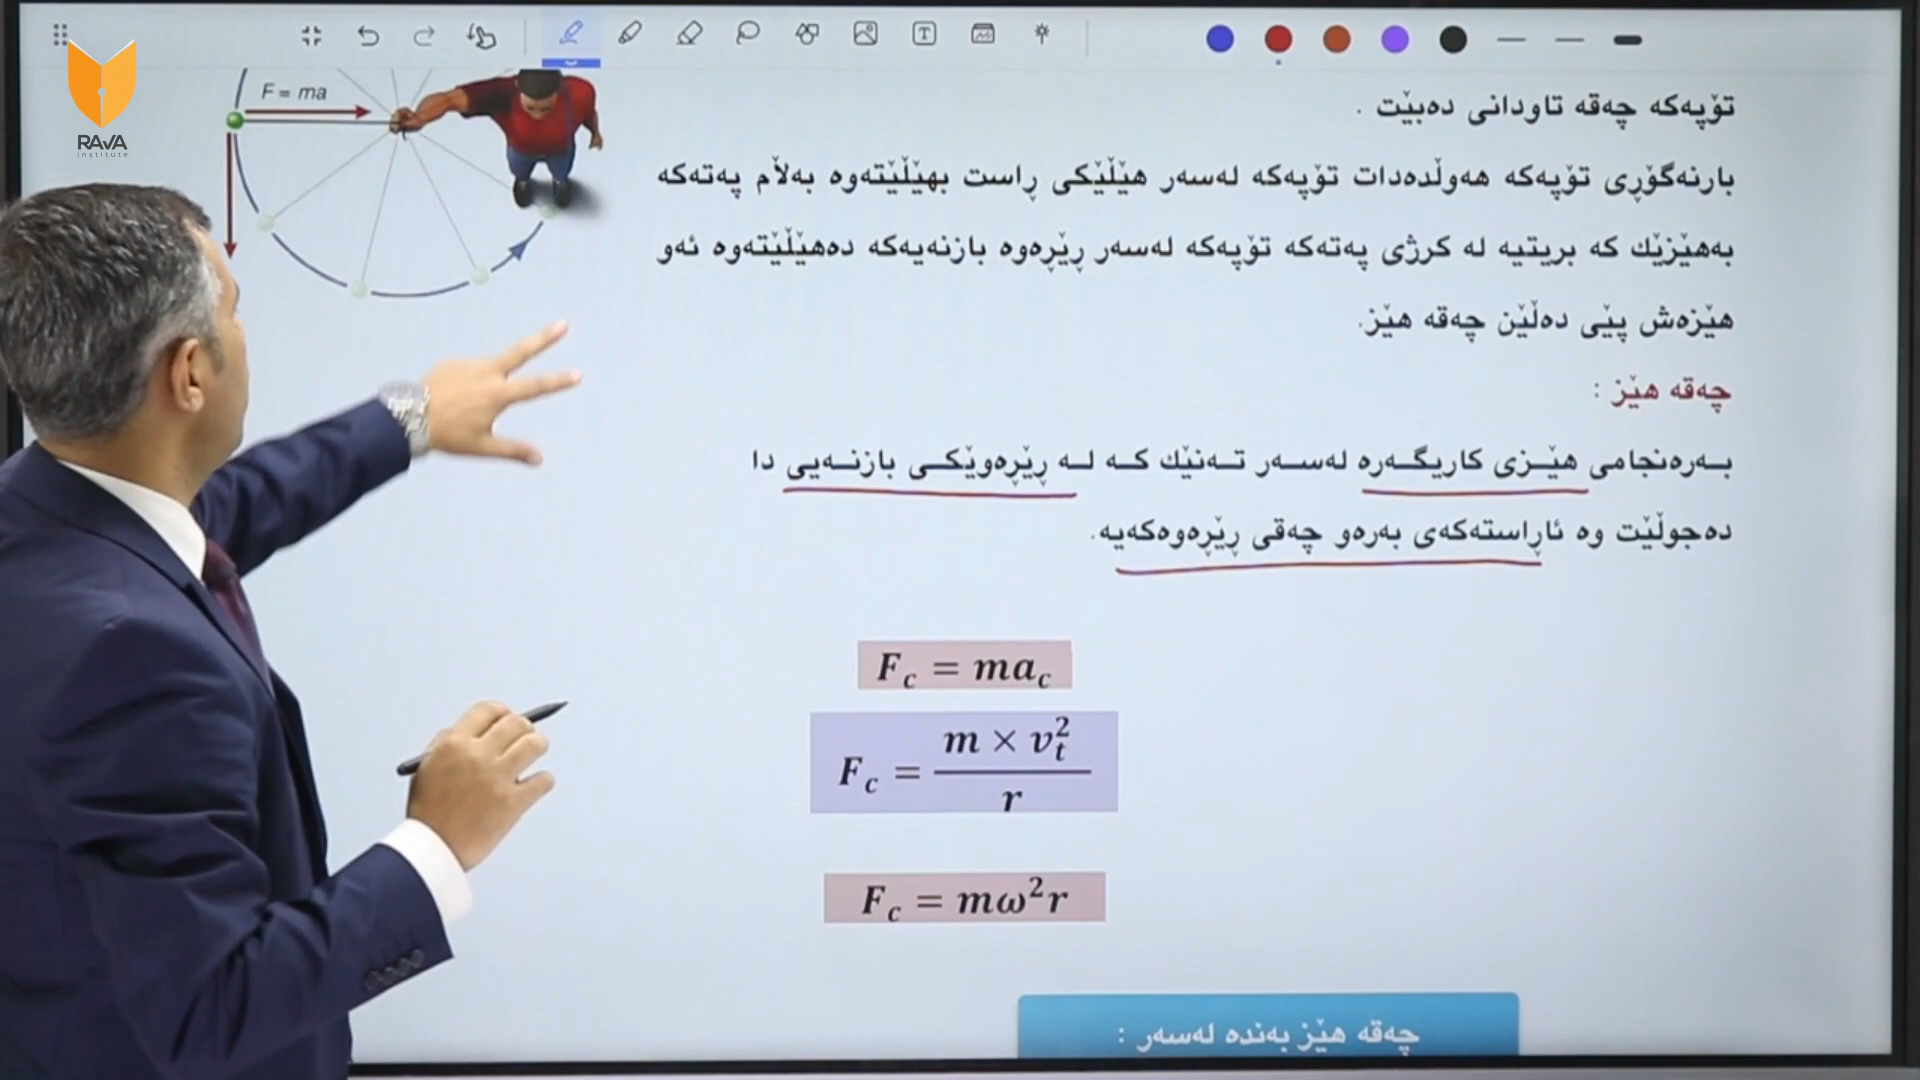 RAVA
institute
F = ma
تۆپەکە چەقە تاودانی دەبێت .
بارنەگۆڕی تۆپەکە هەوڵدەدات تۆپەکە لەسەر هێڵێکی ڕاست بهێڵێتەوە بەڵام پەتەکە
بەهێزێك کە بریتیە لە کرژی پەتەکە تۆپەکە لەسەر ڕێڕەوە بازنەیەکە دەهێڵێتەوە ئەو
هێزەش پێی دەڵێن چەقە هێز.
چەقە هێز :
بەرەنجامی هێزی کاریگەرە لەسەر تەنێك کە لە ڕێڕەوێکی بازنەیی دا
دەجوڵێت وە ئاڕاستەکەی بەرەو چەقی ڕێڕەوەکەیە.
F_c = ma_c
F_c = \frac{m × v_t^2}{r}
F_c = mω²r
چەقە هێز بەندە لەسەر :